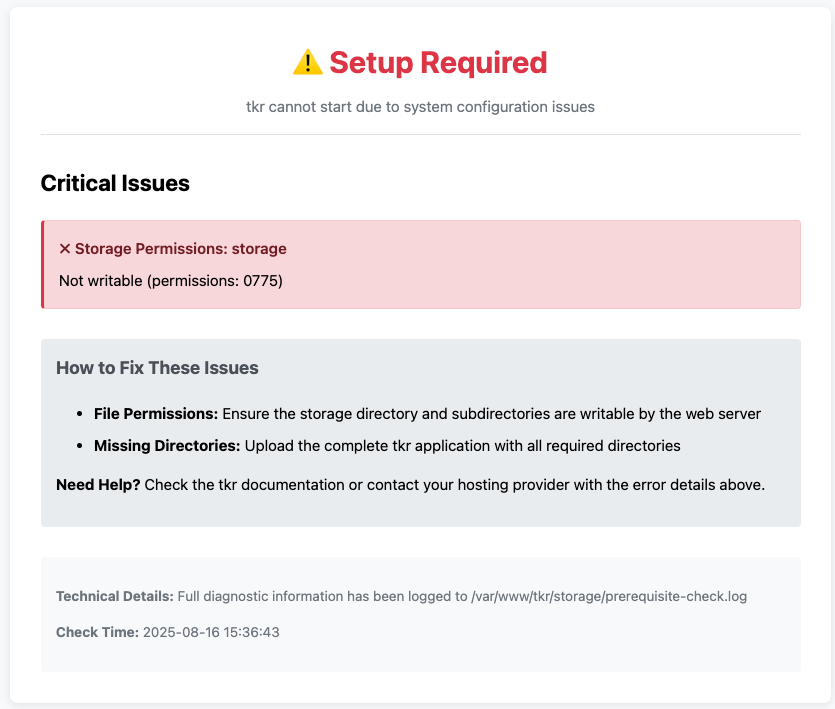 ⚠️ Setup Required
tkr cannot start due to system configuration issues
Critical Issues
✕ Storage Permissions: storage
Not writable (permissions: 0775)
How to Fix These Issues
• File Permissions: Ensure the storage directory and subdirectories are writable by the web server
• Missing Directories: Upload the complete tkr application with all required directories
Need Help? Check the tkr documentation or contact your hosting provider with the error details above.
Technical Details: Full diagnostic information has been logged to /var/www/tkr/storage/prerequisite-check.log
Check Time: 2025-08-16 15:36:43